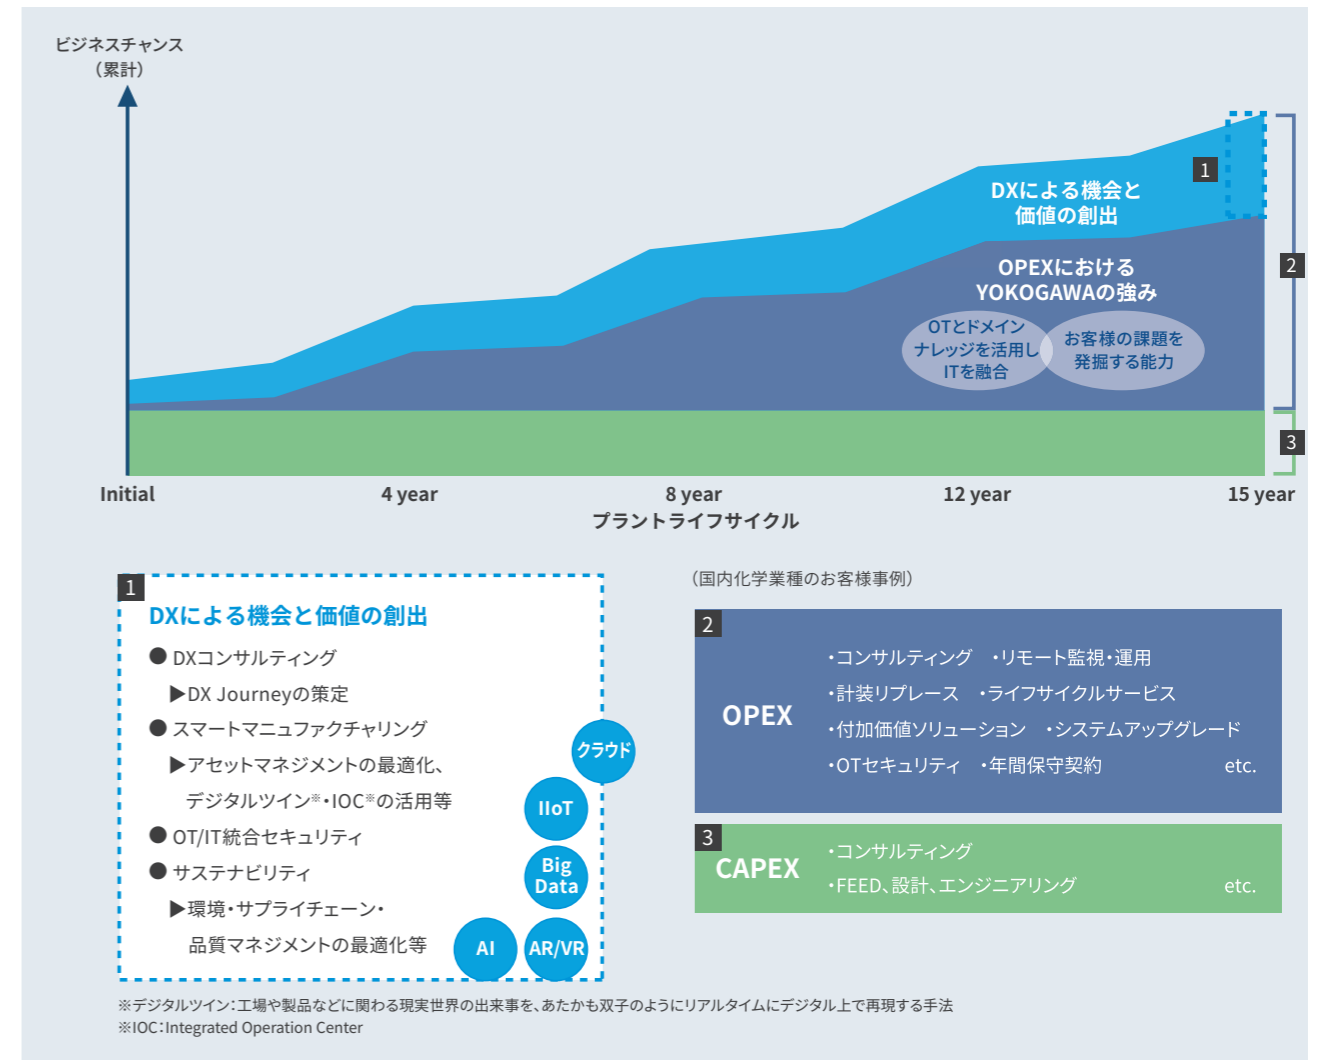 ビジネスチャンス
（累計）
1
DXによる機会と
価値の創出
2
OPEXにおける
YOKOGAWAの強み
OTとドメイン
ナレッジを活用し
ITを融合
お客様の課題を
発掘する能力
3
Initial 4 year 8 year 12 year 15 year
プラントライフサイクル
1
DXによる機会と価値の創出
● DXコンサルティング
▶DX Journeyの策定
● スマートマニュファクチャリング
▶アセットマネジメントの最適化、
デジタルツイン※・IOC※の活用等
● OT/IT統合セキュリティ
● サステナビリティ
▶環境・サプライチェーン・
品質マネジメントの最適化等
クラウド
IIoT
Big
Data
AI
AR/VR
（国内化学業種のお客様事例）
2
OPEX
・コンサルティング ・リモート監視・運用
・計装リプレース ・ライフサイクルサービス
・付加価値ソリューション ・システムアップグレード
・OTセキュリティ ・年間保守契約 etc.
3
CAPEX
・コンサルティング
・FEED、設計、エンジニアリング etc.
※デジタルツイン：工場や製品などに関わる現実世界の出来事を、あたかも双子のようにリアルタイムにデジタル上で再現する手法
※IOC：Integrated Operation Center